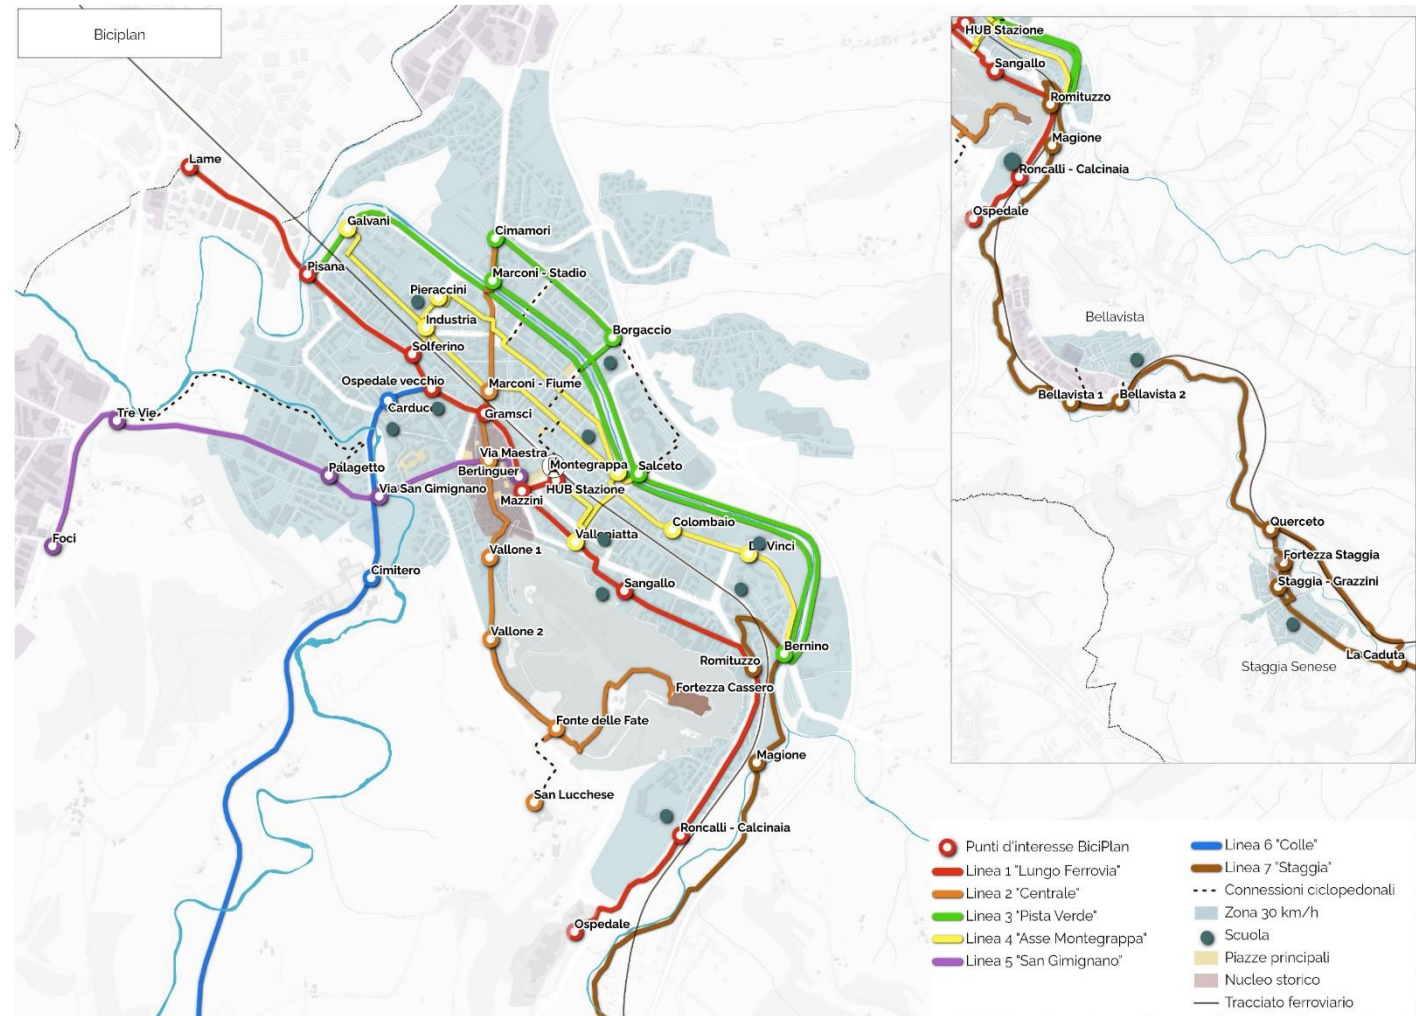 Biciplan
Lame
Galvani
Cimamori
Pisana
Marconi - Stadio
Pieraccini
Industria
Borgaccio
Solferino
Ospedale vecchio
Marconi - Fiume
Carducci
Gramsci
Tre Vie
Via Maestra
Berlinguer
Montegrappa
Salceto
Palagetto
HUB Stazione
Via San Gimignano
Mazzini
Colombaio
Foci
Vallepiatta
Da Vinci
Vallone 1
Cimitero
Sangallo
Vallone 2
Bernino
Romituzzo
Fortezza Cassero
Fonte delle Fate
Magione
San Lucchese
Roncalli - Calcinaia
Ospedale
HUB Stazione
Sangallo
Romituzzo
Magione
Roncalli - Calcinaia
Ospedale
Bellavista
Bellavista 1
Bellavista 2
Querceto
Fortezza Staggia
Staggia - Grazzini
La Caduta
Staggia Senese
Punti d'interesse BiciPlan
Linea 1 "Lungo Ferrovia"
Linea 2 "Centrale"
Linea 3 "Pista Verde"
Linea 4 "Asse Montegrappa"
Linea 5 "San Gimignano"
Linea 6 "Colle"
Linea 7 "Staggia"
Connessioni ciclopedonali
Zona 30 km/h
Scuola
Piazze principali
Nucleo storico
Tracciato ferroviario